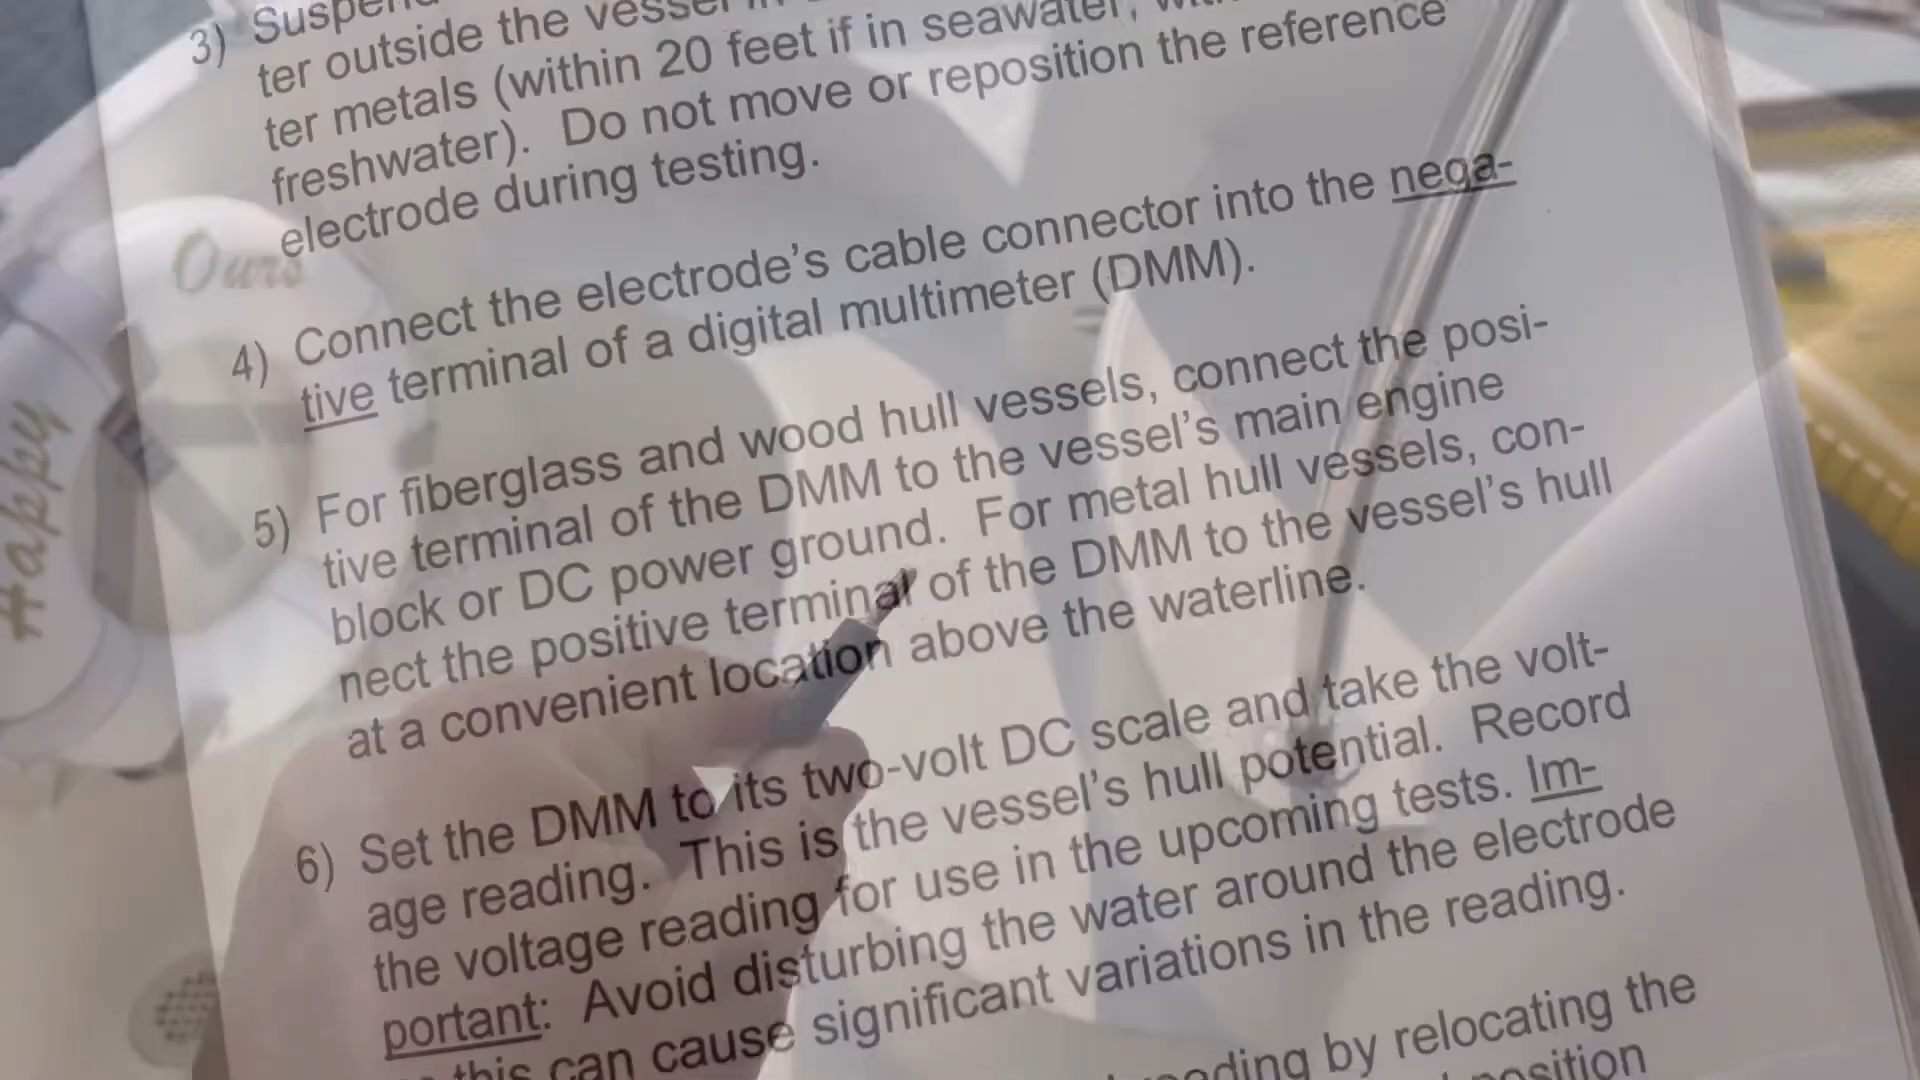 3)
ter outside the vessel in
ter metals (within 20 feet if in seawater,
freshwater). Do not move or reposition the reference
electrode during testing.
4) Connect the electrode's cable connector into the nega-
tive terminal of a digital multimeter (DMM).
5) For fiberglass and wood hull vessels, connect the posi-
tive terminal of the DMM to the vessel's main engine
block or DC power ground. For metal hull vessels, con-
nect the positive terminal of the DMM to the vessel's hull
at a convenient location above the waterline.
6) Set the DMM to its two-volt DC scale and take the volt-
age reading. This is the vessel's hull potential. Record
the voltage reading for use in the upcoming tests. Im-
portant: Avoid disturbing the water around the electrode
this can cause significant variations in the reading.
by relocating the
Ours
Happy